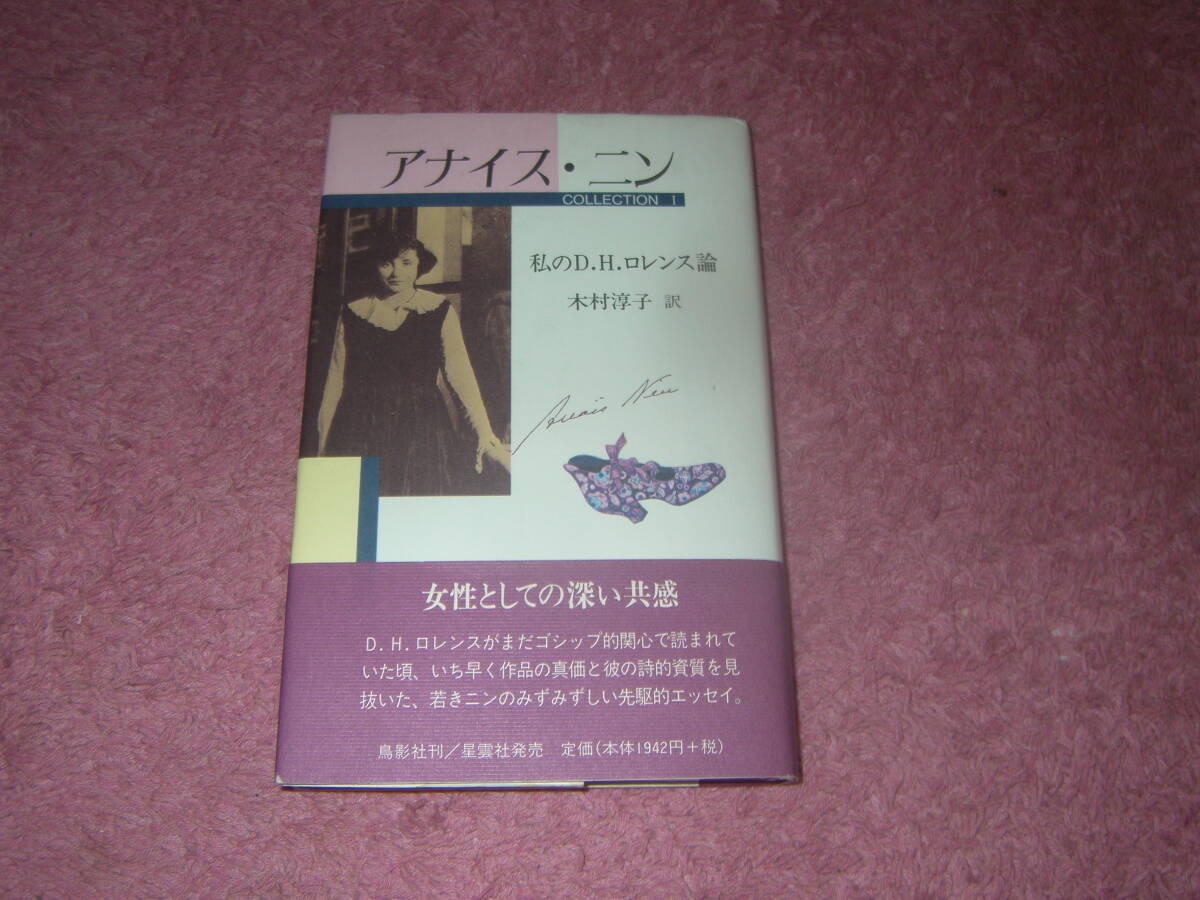 アナイス・ニン
COLLECTION I
私のD.H.ロレンス論
木村淳子 訳
Anaïs Nin
女性としての深い共感
D.H.ロレンスがまだゴシップ的関心で読まれて
いた頃、いち早く作品の真価と彼の詩的資質を見
抜いた、若きニンのみずみずしい先駆的エッセイ。
鳥影社刊/星雲社発売 定価(本体1942円+税)